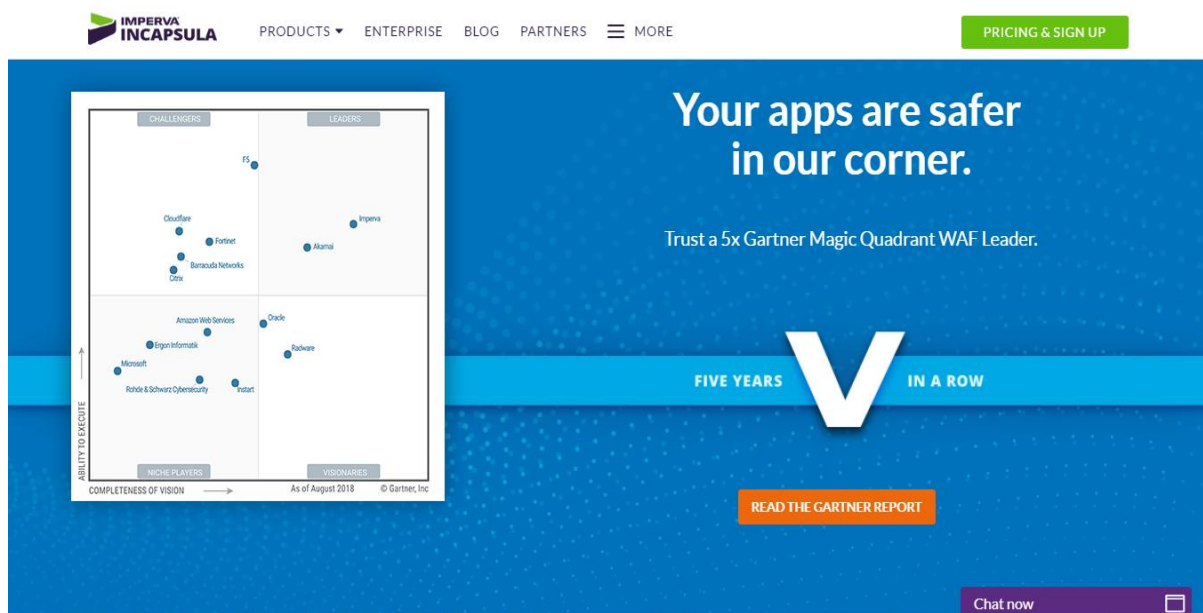 IMPERVA
INCAPSULA
PRODUCTS ENTERPRISE BLOG PARTNERS MORE
PRICING & SIGN UP
CHALLENGERS LEADERS
F5
Cloudflare
Imperva
Fortinet
Akamai
Barracuda Networks
Citrix
Amazon Web Services
Oracle
Ergon Informatik
Radware
Microsoft
Rohde & Schwarz Cybersecurity
Instart
NICHE PLAYERS VISIONARIES
ABILITY TO EXECUTE
COMPLETENESS OF VISION
As of August 2018 © Gartner, Inc
Your apps are safer
in our corner.
Trust a 5x Gartner Magic Quadrant WAF Leader.
FIVE YEARS V IN A ROW
READ THE GARTNER REPORT
Chat now